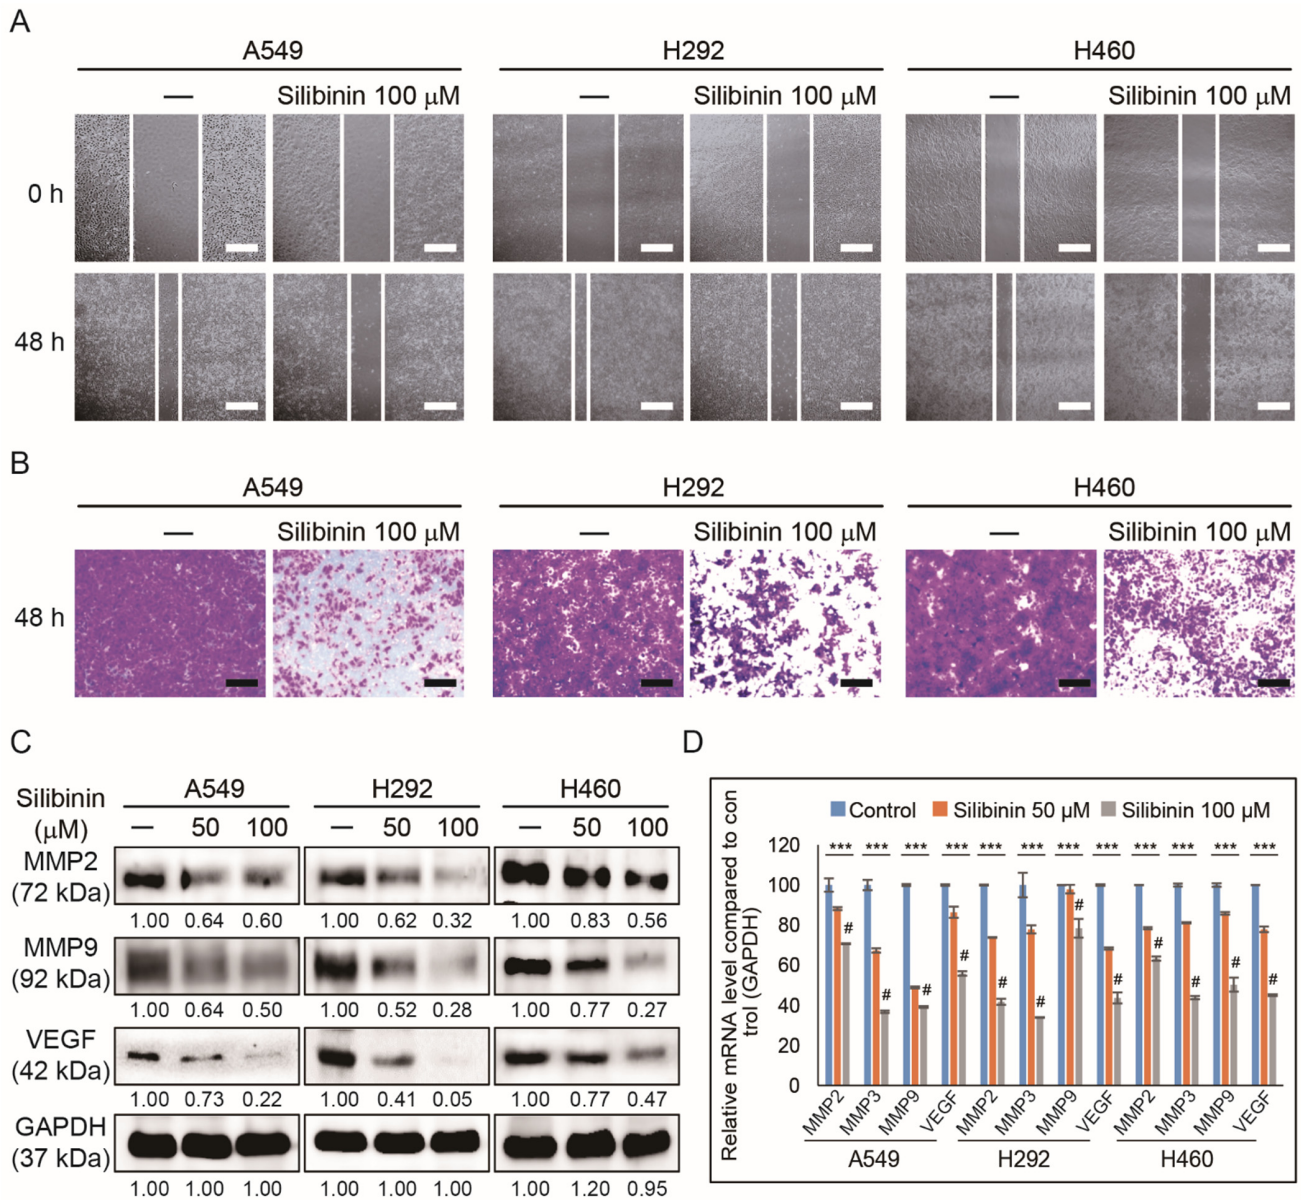 A
A549 H292 H460
— Silibinin 100 µM — Silibinin 100 µM — Silibinin 100 µM
0 h
48 h
B
A549 H292 H460
— Silibinin 100 µM — Silibinin 100 µM — Silibinin 100 µM
48 h
C
Silibinin (µM)
A549 H292 H460
— 50 100 — 50 100 — 50 100
MMP2 (72 kDa)
1.00 0.64 0.60 1.00 0.62 0.32 1.00 0.83 0.56
MMP9 (92 kDa)
1.00 0.64 0.50 1.00 0.52 0.28 1.00 0.77 0.27
VEGF (42 kDa)
1.00 0.73 0.22 1.00 0.41 0.05 1.00 0.77 0.47
GAPDH (37 kDa)
1.00 1.00 1.00 1.00 1.00 1.00 1.00 1.20 0.95
D
Relative mRNA level compared to con
trol (GAPDH)
Control Silibinin 50 µM Silibinin 100 µM
120
100
80
60
40
20
0
*** *** *** *** *** *** *** *** *** *** *** ***
# # # # # # # # # # # #
MMP2 MMP3 MMP9 VEGF MMP2 MMP3 MMP9 VEGF MMP2 MMP3 MMP9 VEGF
A549 H292 H460